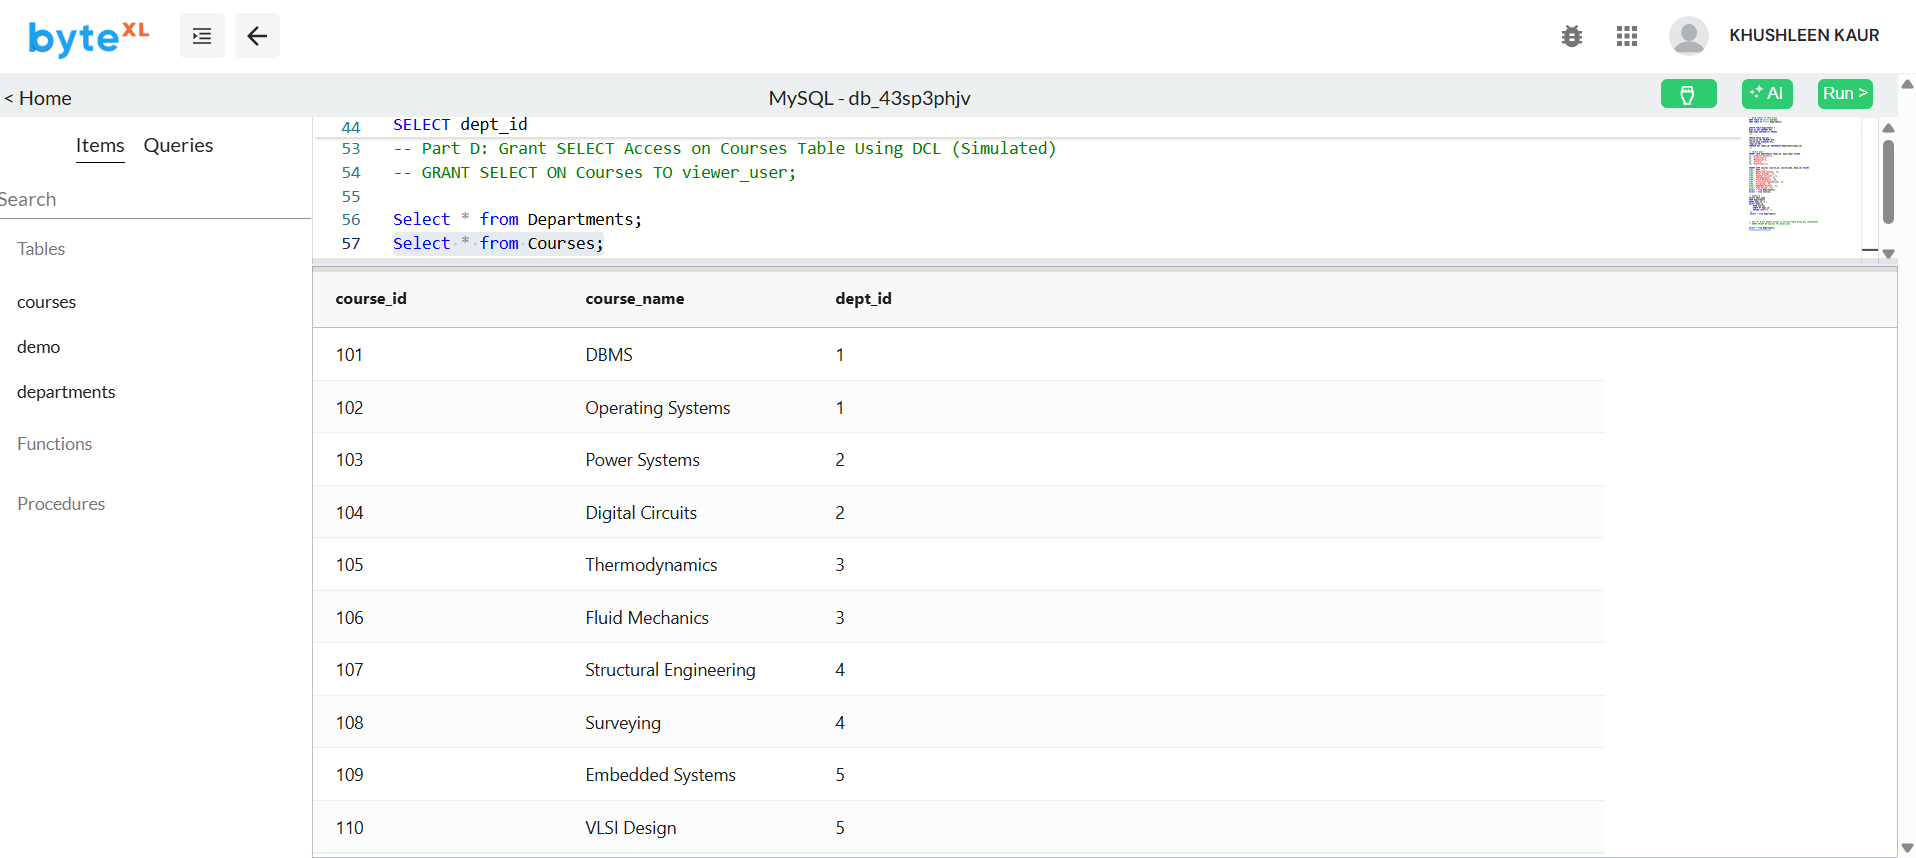 byteXL
KHUSHLEEN KAUR
< Home
MySQL - db_43sp3phjv
AI
Run >
Items Queries
Search
Tables
courses
demo
departments
Functions
Procedures
44 SELECT dept_id
53 -- Part D: Grant SELECT Access on Courses Table Using DCL (Simulated)
54 -- GRANT SELECT ON Courses TO viewer_user;
55
56 Select * from Departments;
57 Select * from Courses;
course_id course_name dept_id
101 DBMS 1
102 Operating Systems 1
103 Power Systems 2
104 Digital Circuits 2
105 Thermodynamics 3
106 Fluid Mechanics 3
107 Structural Engineering 4
108 Surveying 4
109 Embedded Systems 5
110 VLSI Design 5